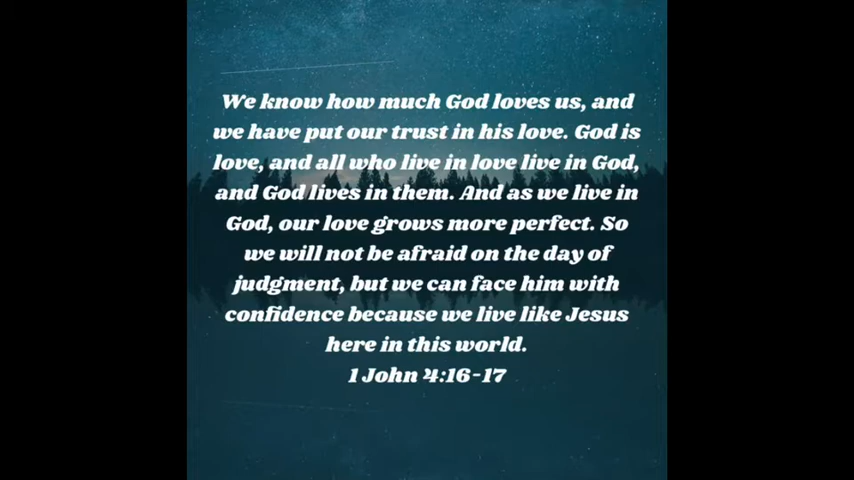 We know how much God loves us, and
we have put our trust in his love. God is
love, and all who live in love live in God,
and God lives in them. And as we live in
God, our love grows more perfect. So
we will not be afraid on the day of
judgment, but we can face him with
confidence because we live like Jesus
here in this world.
1 John 4:16-17